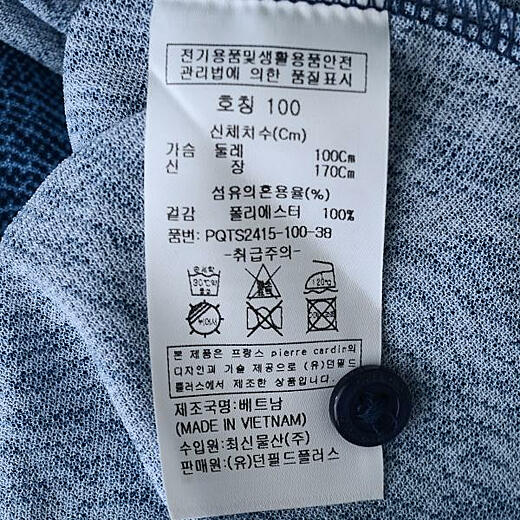 전기용품및생활용품안전
관리법에 의한 품질표시
호칭 100
신체치수(Cm)
가슴 둘레 100Cm
신 장 170Cm
섬유의혼용율(%)
겉감 폴리에스터 100%
품번: PQTS2415-100-38
-취급주의-
30℃
120℃
뉘어서
본 제품은 프랑스 pierre cardin의
디자인과 기술 제공으로 (유)던필드
플러스에서 제조한 상품입니다.
제조국명:베트남
(MADE IN VIETNAM)
수입원: 최신물산(주)
판매원: (유)던필드플러스